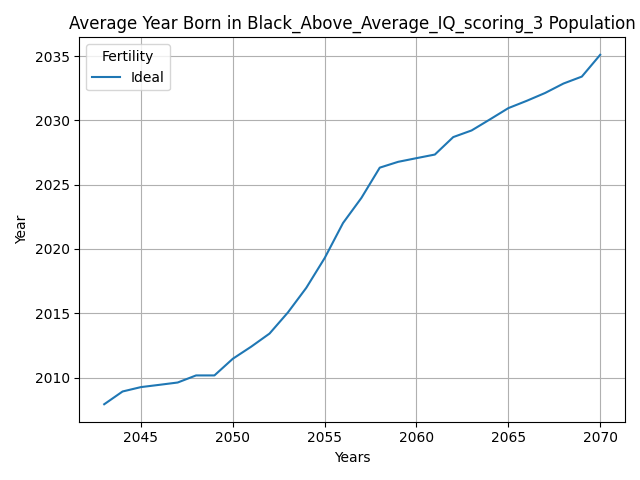 Average Year Born in Black_Above_Average_IQ_scoring_3 Population
Fertility
Ideal
Year
2035
2030
2025
2020
2015
2010
2045 2050 2055 2060 2065 2070
Years